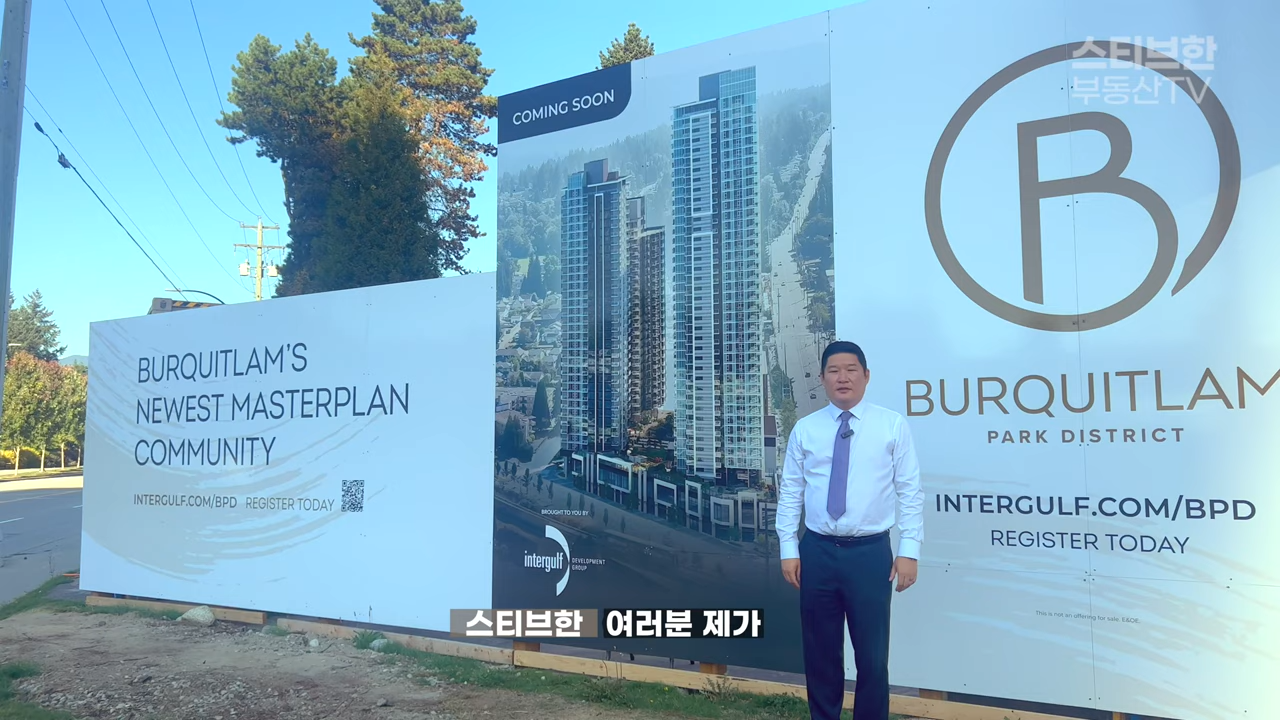 스티브한
부동산TV
COMING SOON
B
BURQUITLAM'S
NEWEST MASTERPLAN
COMMUNITY
INTERGULF.COM/BPD REGISTER TODAY
BROUGHT TO YOU BY
intergulf DEVELOPMENT
GROUP
BURQUITLAM
PARK DISTRICT
INTERGULF.COM/BPD
REGISTER TODAY
This is not an offering for sale. E&OE.
스티브한 여러분 제가